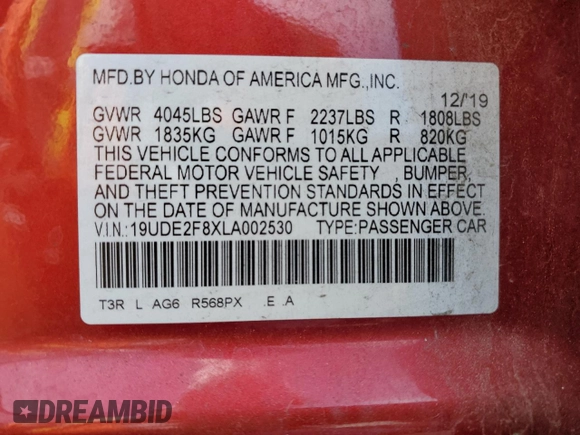 MFD.BY HONDA OF AMERICA MFG.,INC.
12/'19
GVWR 4045LBS GAWR F 2237LBS R 1808LBS
GVWR 1835KG GAWR F 1015KG R 820KG
THIS VEHICLE CONFORMS TO ALL APPLICABLE
FEDERAL MOTOR VEHICLE SAFETY , BUMPER,
AND THEFT PREVENTION STANDARDS IN EFFECT
ON THE DATE OF MANUFACTURE SHOWN ABOVE.
V.I.N.:19UDE2F8XLA002530 TYPE:PASSENGER CAR
T3R L AG6 R568PX .E .A
DREAMBID